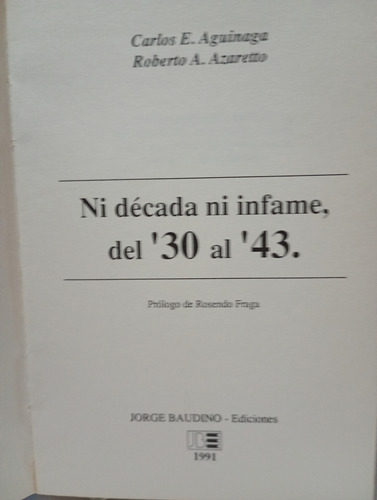 Carlos E. Aguinaga
Roberto A. Azaretto
Ni década ni infame,
del '30 al '43.
Prólogo de Rosendo Fraga
JORGE BAUDINO - Ediciones
JBE
1991